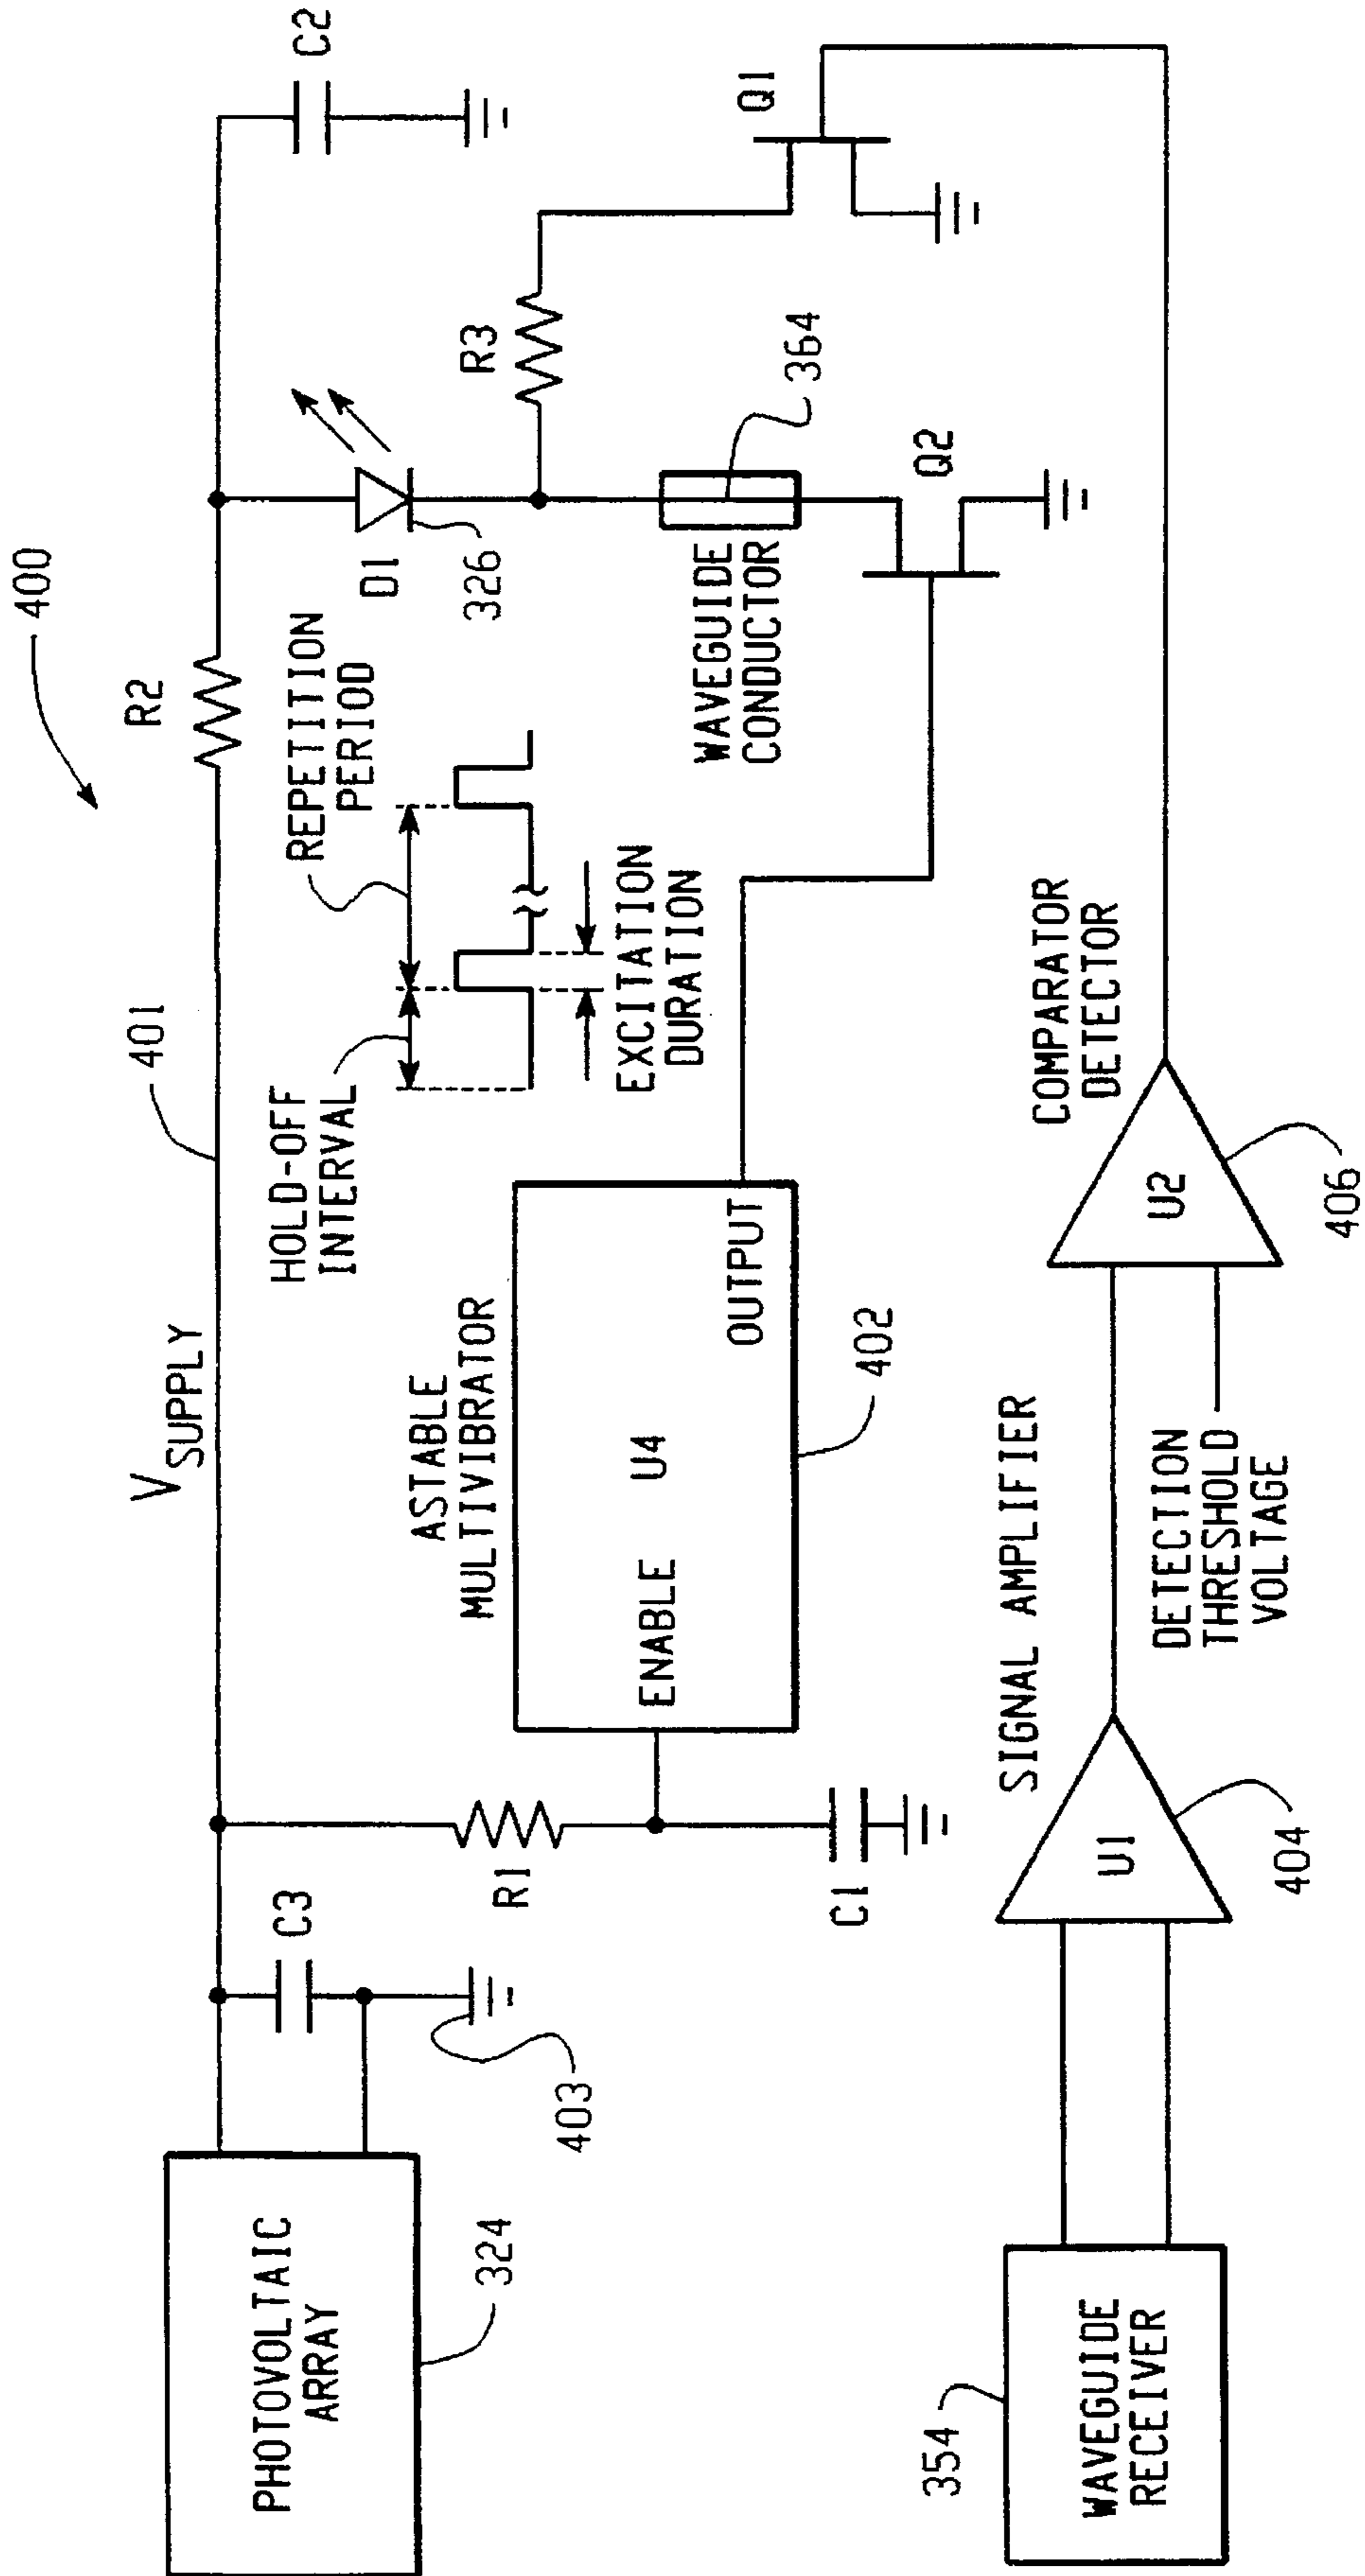 400
401
V SUPPLY
R2
C2
PHOTOVOLTAIC
ARRAY
324
C3
403
R1
C1
HOLD-OFF
INTERVAL
REPETITION
PERIOD
EXCITATION
DURATION
D1
326
R3
Q1
ASTABLE
MULTIVIBRATOR
U4
ENABLE
OUTPUT
402
WAVEGUIDE
CONDUCTOR
364
Q2
354
WAVEGUIDE
RECEIVER
SIGNAL AMPLIFIER
U1
404
DETECTION
THRESHOLD
VOLTAGE
COMPARATOR
DETECTOR
U2
406